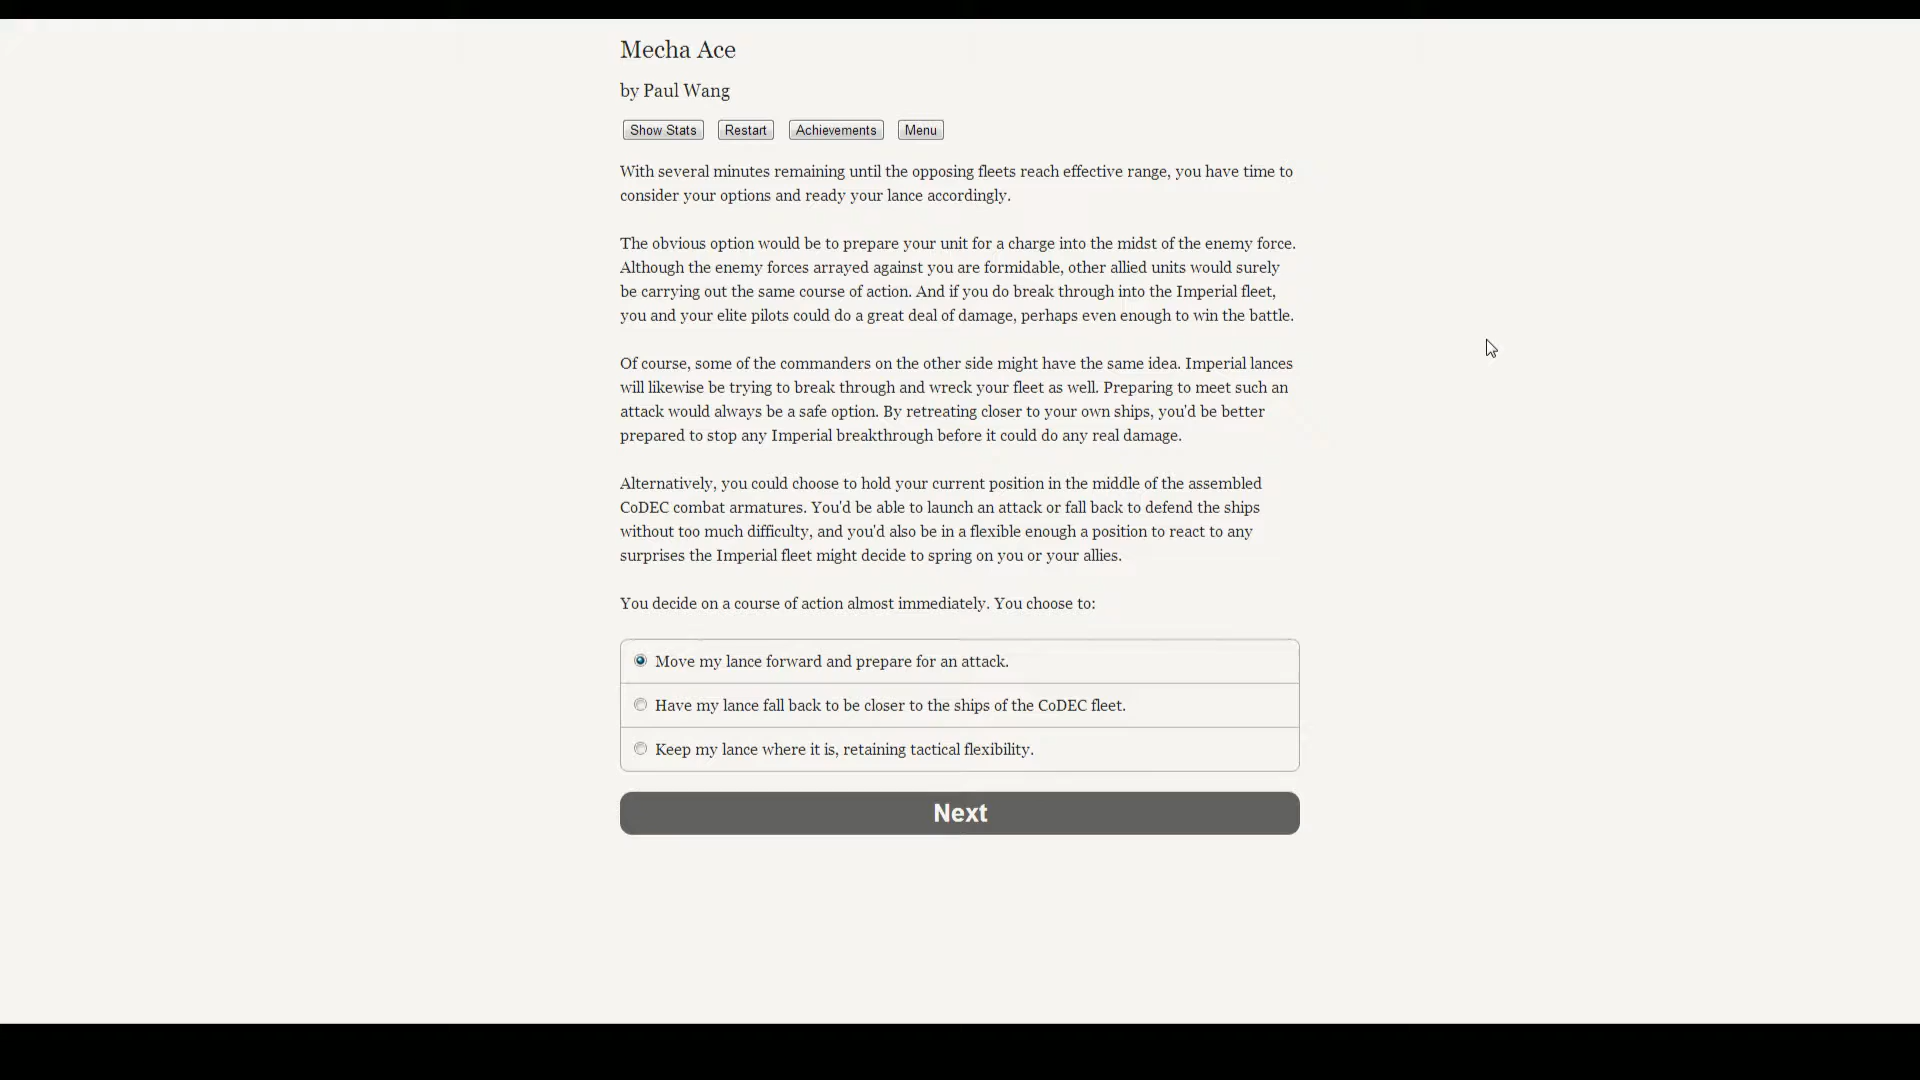 Mecha Ace
by Paul Wang
Show Stats Restart Achievements Menu
With several minutes remaining until the opposing fleets reach effective range, you have time to
consider your options and ready your lance accordingly.
The obvious option would be to prepare your unit for a charge into the midst of the enemy force.
Although the enemy forces arrayed against you are formidable, other allied units would surely
be carrying out the same course of action. And if you do break through into the Imperial fleet,
you and your elite pilots could do a great deal of damage, perhaps even enough to win the battle.
Of course, some of the commanders on the other side might have the same idea. Imperial lances
will likewise be trying to break through and wreck your fleet as well. Preparing to meet such an
attack would always be a safe option. By retreating closer to your own ships, you'd be better
prepared to stop any Imperial breakthrough before it could do any real damage.
Alternatively, you could choose to hold your current position in the middle of the assembled
CoDEC combat armatures. You'd be able to launch an attack or fall back to defend the ships
without too much difficulty, and you'd also be in a flexible enough a position to react to any
surprises the Imperial fleet might decide to spring on you or your allies.
You decide on a course of action almost immediately. You choose to:
Move my lance forward and prepare for an attack.
Have my lance fall back to be closer to the ships of the CoDEC fleet.
Keep my lance where it is, retaining tactical flexibility.
Next